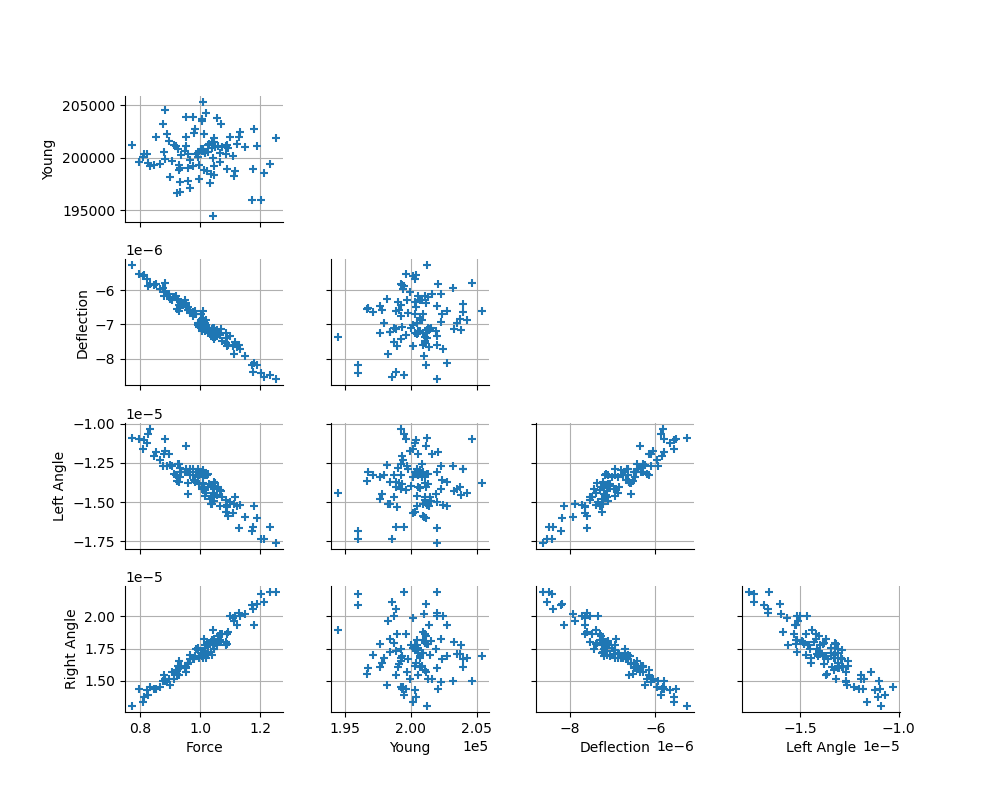 205000
200000
195000
Young
1e−6
−6
−7
−8
Deflection
1e−5
−1.00
−1.25
−1.50
−1.75
Left Angle
1e−5
2.00
1.75
1.50
Right Angle
0.8 1.0 1.2
Force
1.95 2.00 2.05
Young 1e5
−8 −6
Deflection 1e−6
−1.5 −1.0
Left Angle 1e−5